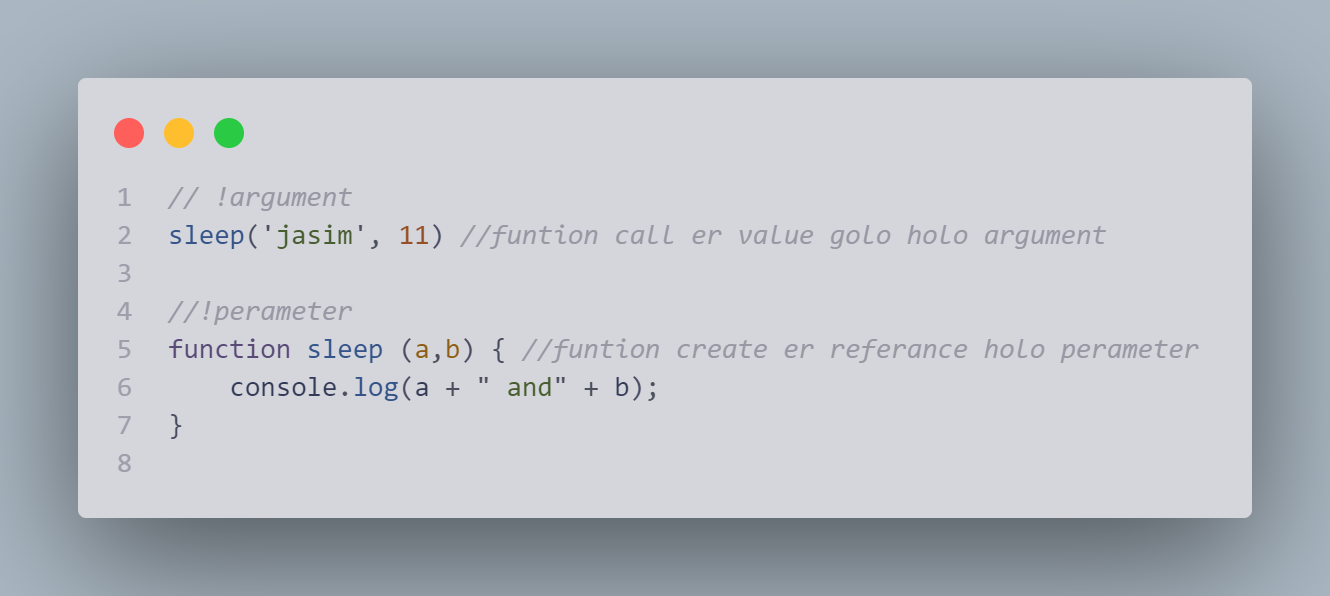 1 // !argument
2 sleep('jasim', 11) //funtion call er value golo holo argument
3
4 //!perameter
5 function sleep (a,b) { //funtion create er referance holo perameter
6     console.log(a + " and" + b);
7 }
8